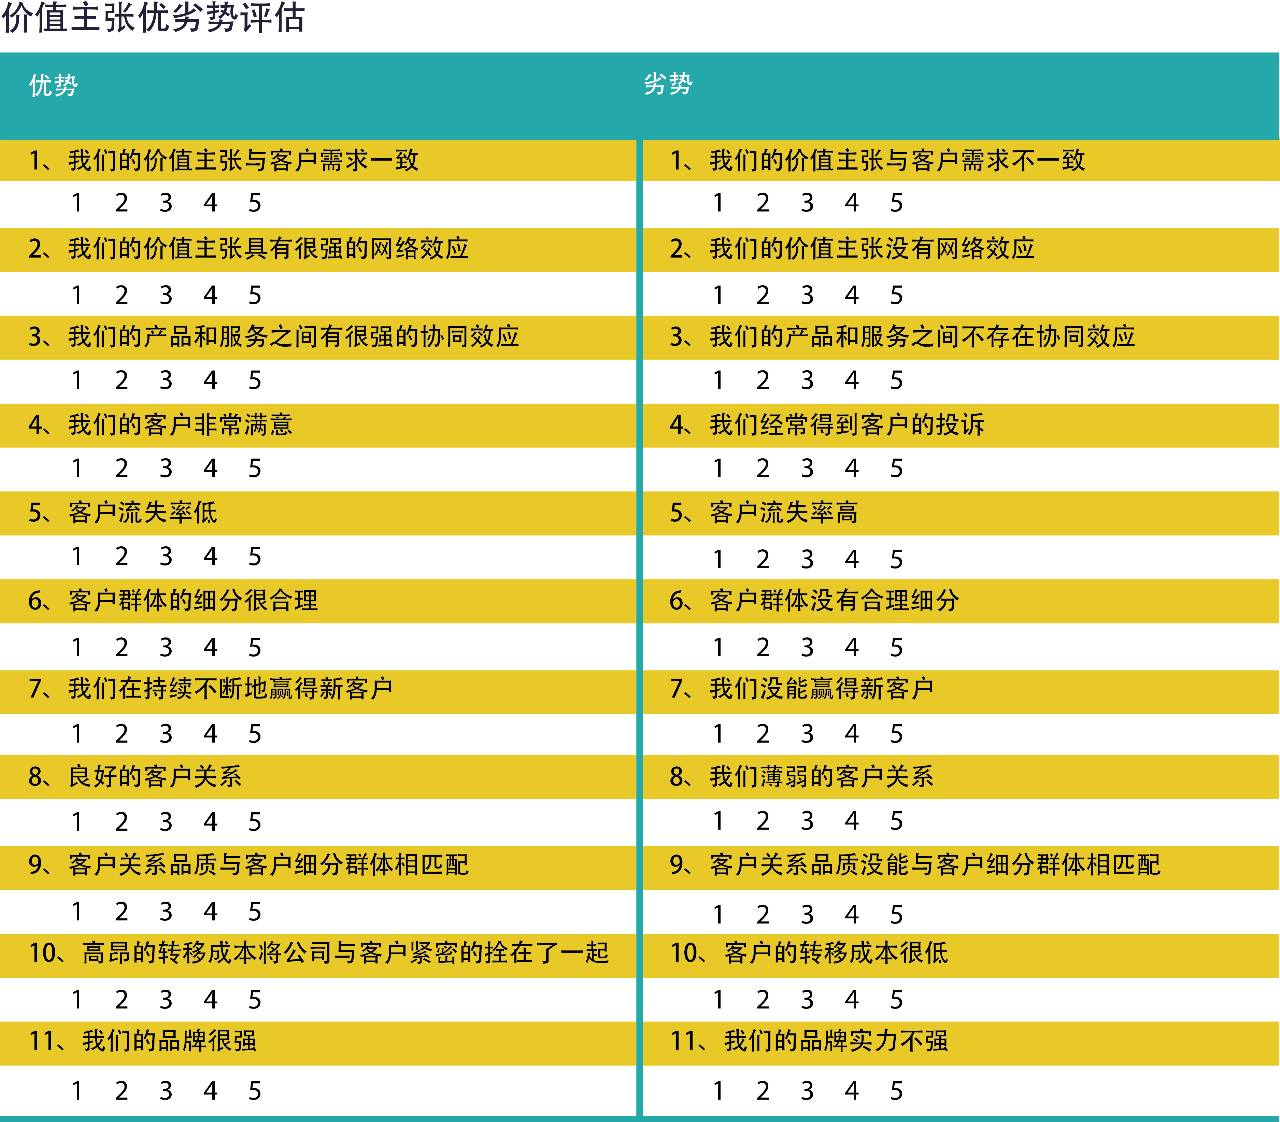 价值主张优劣势评估
优势 劣势
1、我们的价值主张与客户需求一致 1、我们的价值主张与客户需求不一致
1 2 3 4 5 1 2 3 4 5
2、我们的价值主张具有很强的网络效应 2、我们的价值主张没有网络效应
1 2 3 4 5 1 2 3 4 5
3、我们的产品和服务之间有很强的协同效应 3、我们的产品和服务之间不存在协同效应
1 2 3 4 5 1 2 3 4 5
4、我们的客户非常满意 4、我们经常得到客户的投诉
1 2 3 4 5 1 2 3 4 5
5、客户流失率低 5、客户流失率高
1 2 3 4 5 1 2 3 4 5
6、客户群体的细分很合理 6、客户群体没有合理细分
1 2 3 4 5 1 2 3 4 5
7、我们在持续不断地赢得新客户 7、我们没能赢得新客户
1 2 3 4 5 1 2 3 4 5
8、良好的客户关系 8、我们薄弱的客户关系
1 2 3 4 5 1 2 3 4 5
9、客户关系品质与客户细分群体相匹配 9、客户关系品质没能与客户细分群体相匹配
1 2 3 4 5 1 2 3 4 5
10、高昂的转移成本将公司与客户紧密的拴在了一起 10、客户的转移成本很低
1 2 3 4 5 1 2 3 4 5
11、我们的品牌很强 11、我们的品牌实力不强
1 2 3 4 5 1 2 3 4 5